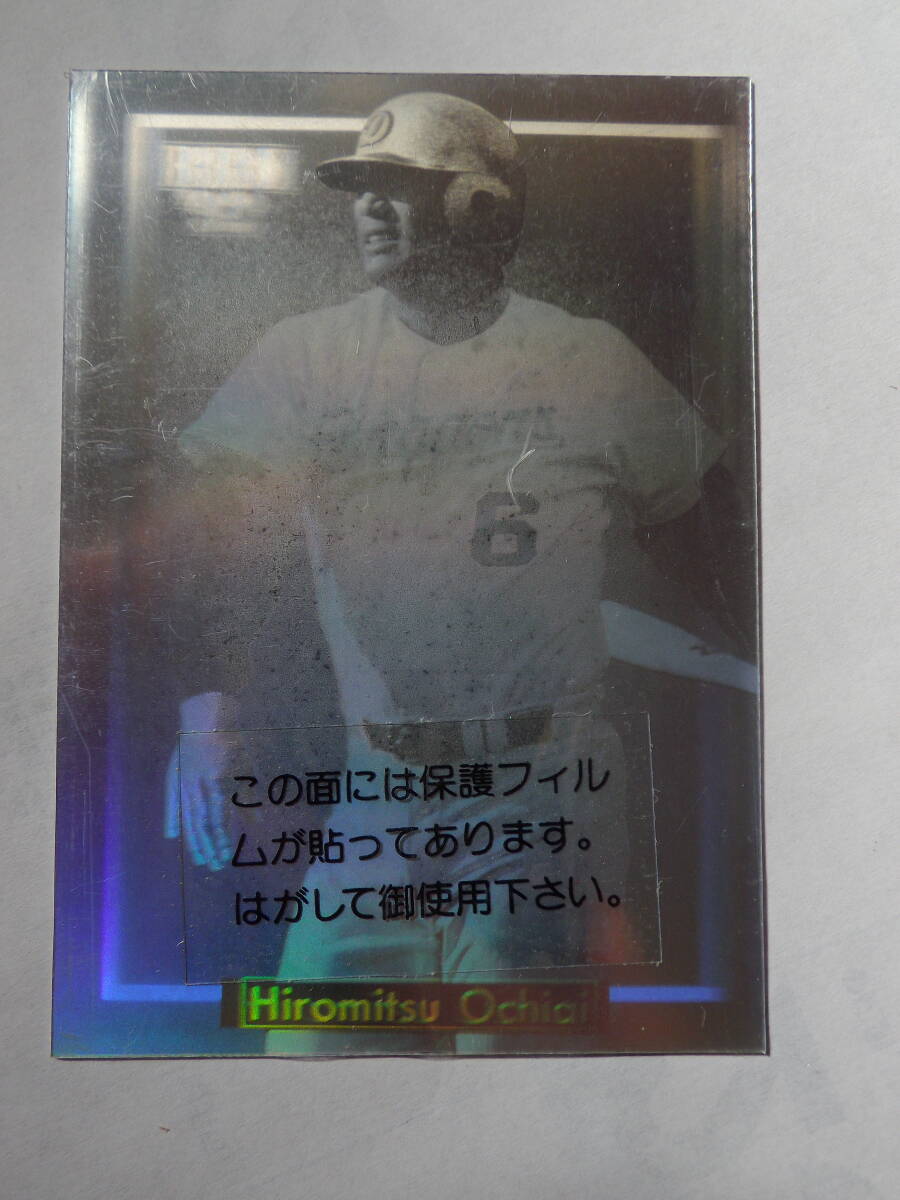 6
この面には保護フィル
ムが貼ってあります。
はがして御使用下さい。
Hiromitsu Ochiai